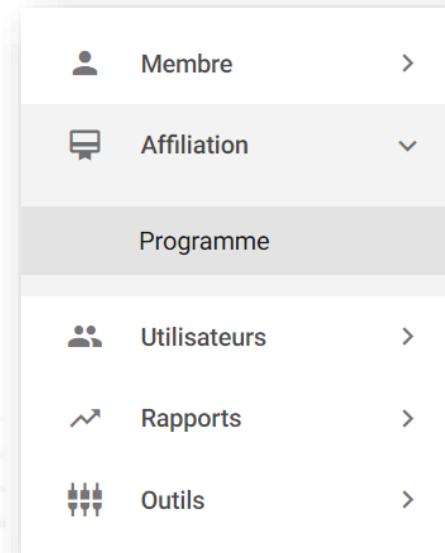 Membre
Affiliation
Programme
Utilisateurs
Rapports
Outils